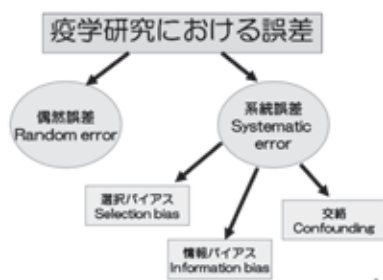 疫学研究における誤差
偶然誤差
Random error
系統誤差
Systematic
error
選択バイアス
Selection bias
情報バイアス
Information bias
交絡
Confounding